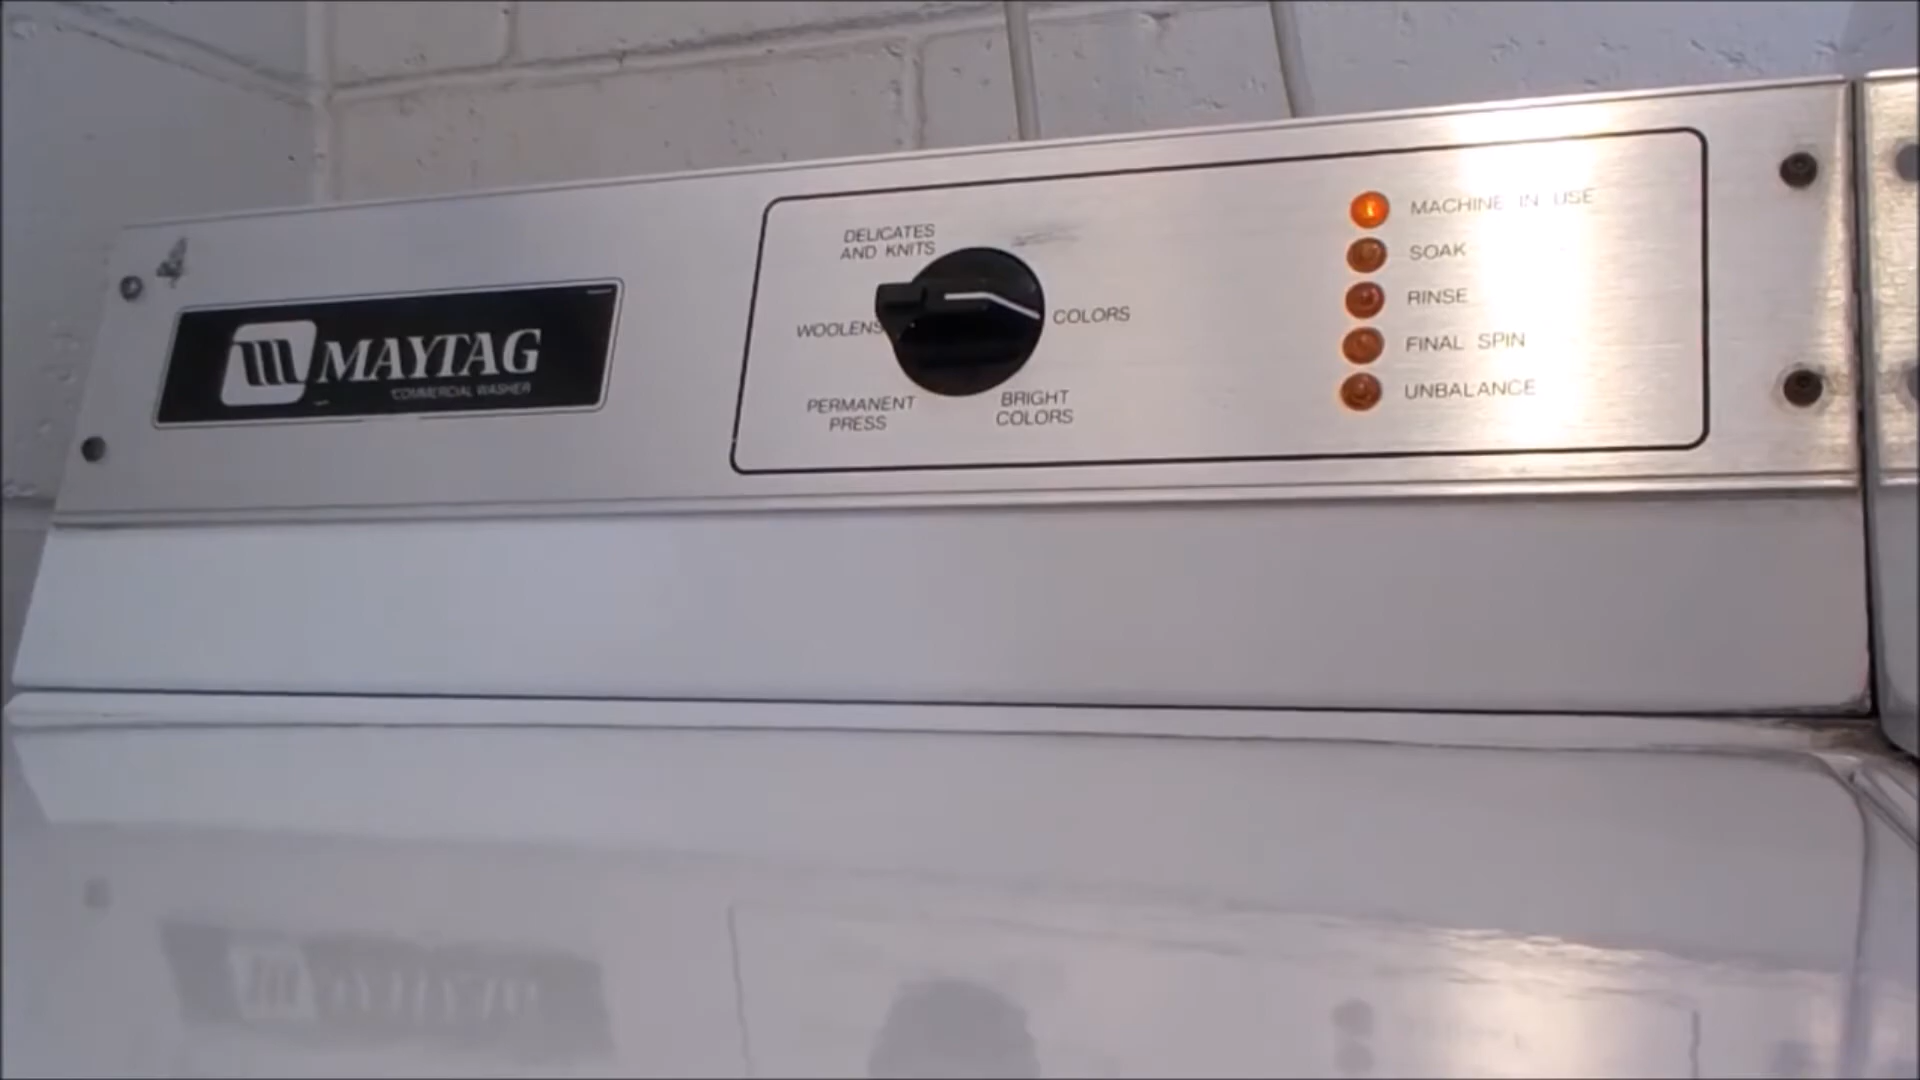 4
MAYTAG
COMMERCIAL WASHER
DELICATES
AND KNITS
WOOLENS
COLORS
PERMANENT
PRESS
BRIGHT
COLORS
MACHINE IN USE
SOAK
RINSE
FINAL SPIN
UNBALANCE